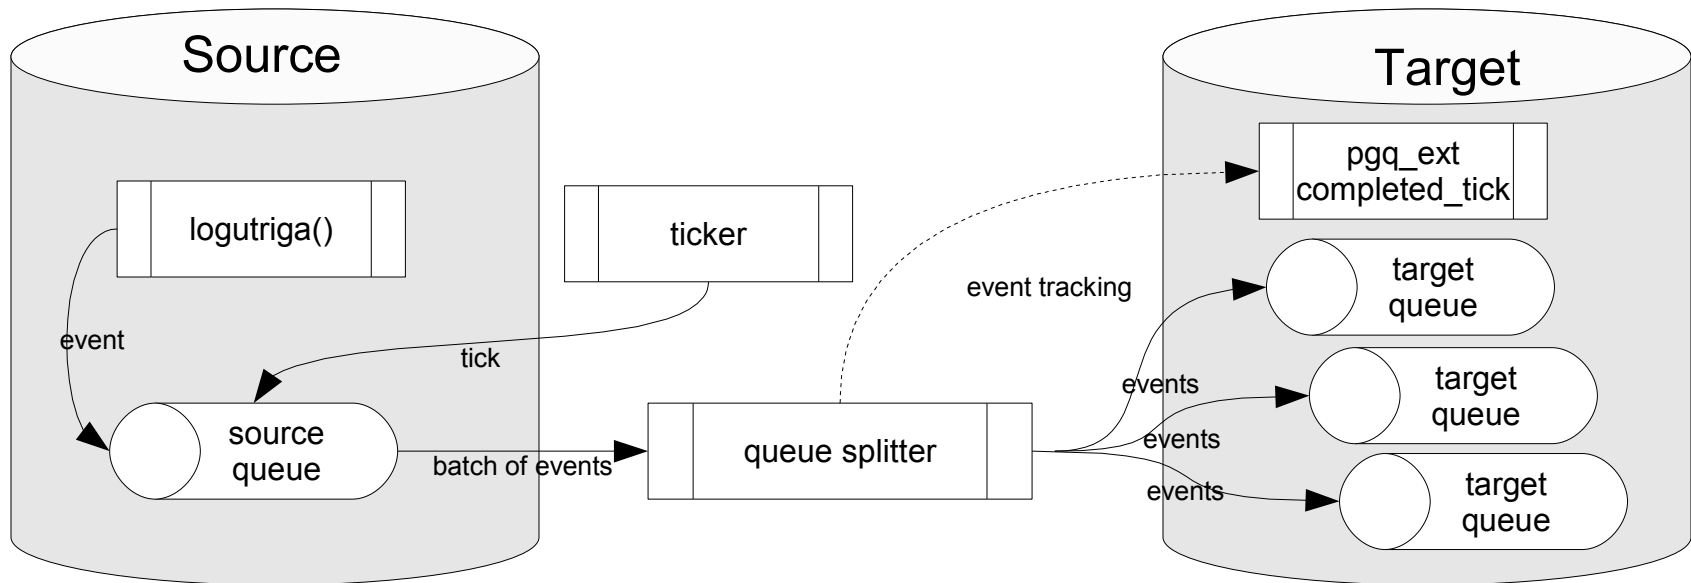 Source
Target
pgq_ext
completed_tick
logutriga()
ticker
target
queue
event tracking
event
tick
target
queue
events
source
queue
batch of events
queue splitter
events
target
queue
events